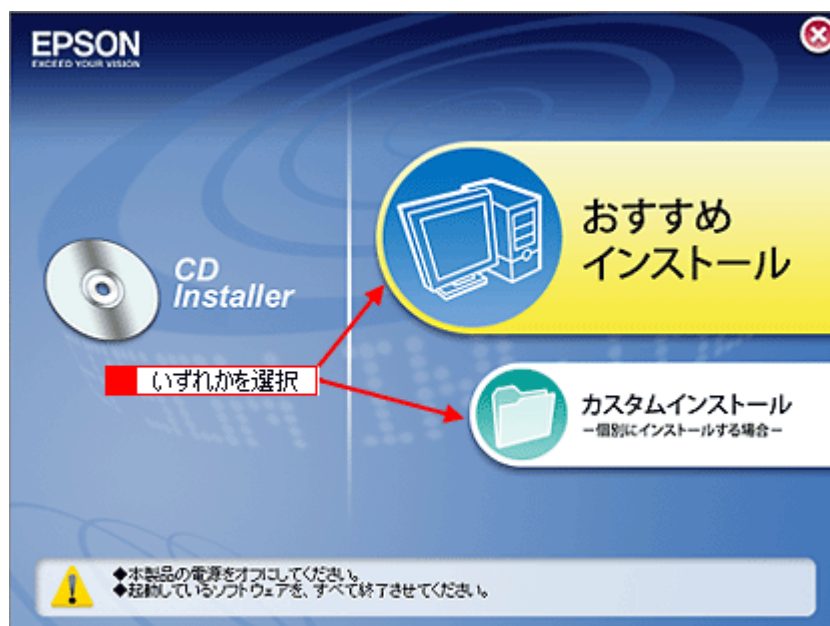 EPSON
EXCEED YOUR VISION
CD
Installer
おすすめ
インストール
いずれかを選択
カスタムインストール
－個別にインストールする場合－
◆本製品の電源をオフにしてください。
◆起動しているソフトウェアを、すべて終了させてください。